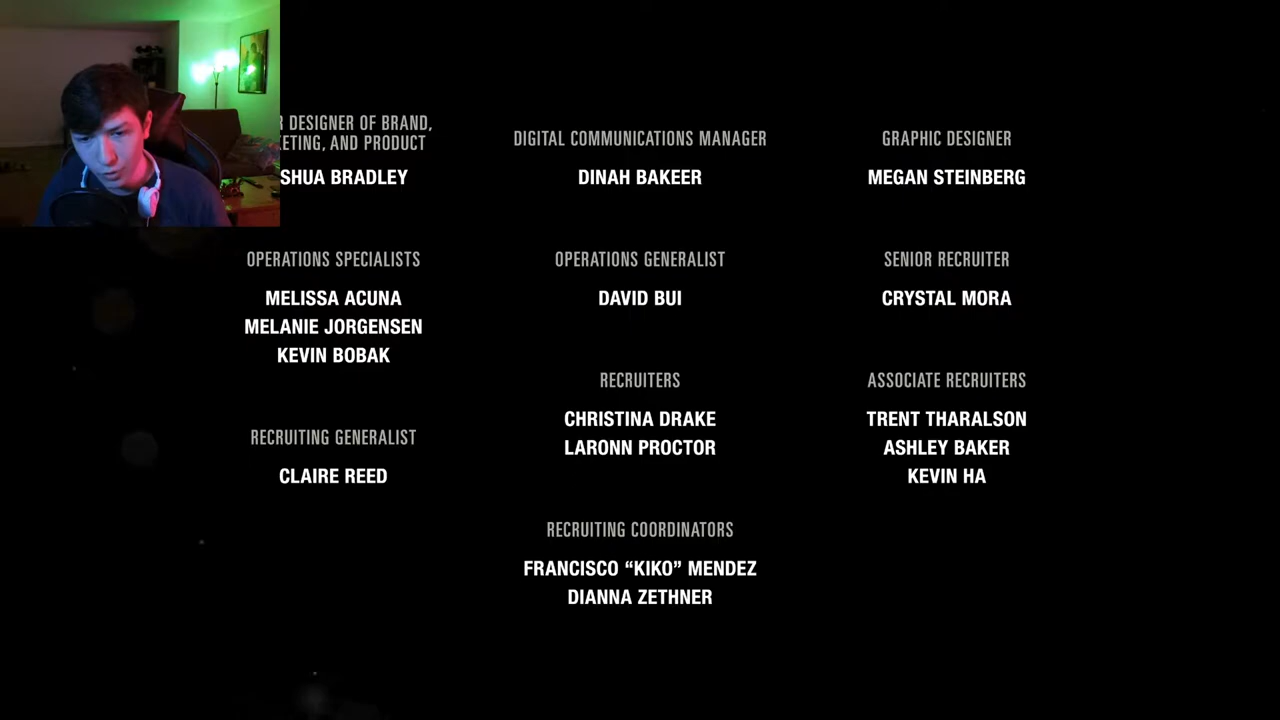 DESIGNER OF BRAND,
AND PRODUCT
BRADLEY
DIGITAL COMMUNICATIONS MANAGER
DINAH BAKEER
GRAPHIC DESIGNER
MEGAN STEINBERG
OPERATIONS SPECIALISTS
MELISSA ACUNA
MELANIE JORGENSEN
KEVIN BOBAK
OPERATIONS GENERALIST
DAVID BUI
SENIOR RECRUITER
CRYSTAL MORA
RECRUITING GENERALIST
CLAIRE REED
RECRUITERS
CHRISTINA DRAKE
LARONN PROCTOR
ASSOCIATE RECRUITERS
TRENT THARALSON
ASHLEY BAKER
KEVIN HA
RECRUITING COORDINATORS
FRANCISCO “KIKO” MENDEZ
DIANNA ZETHNER